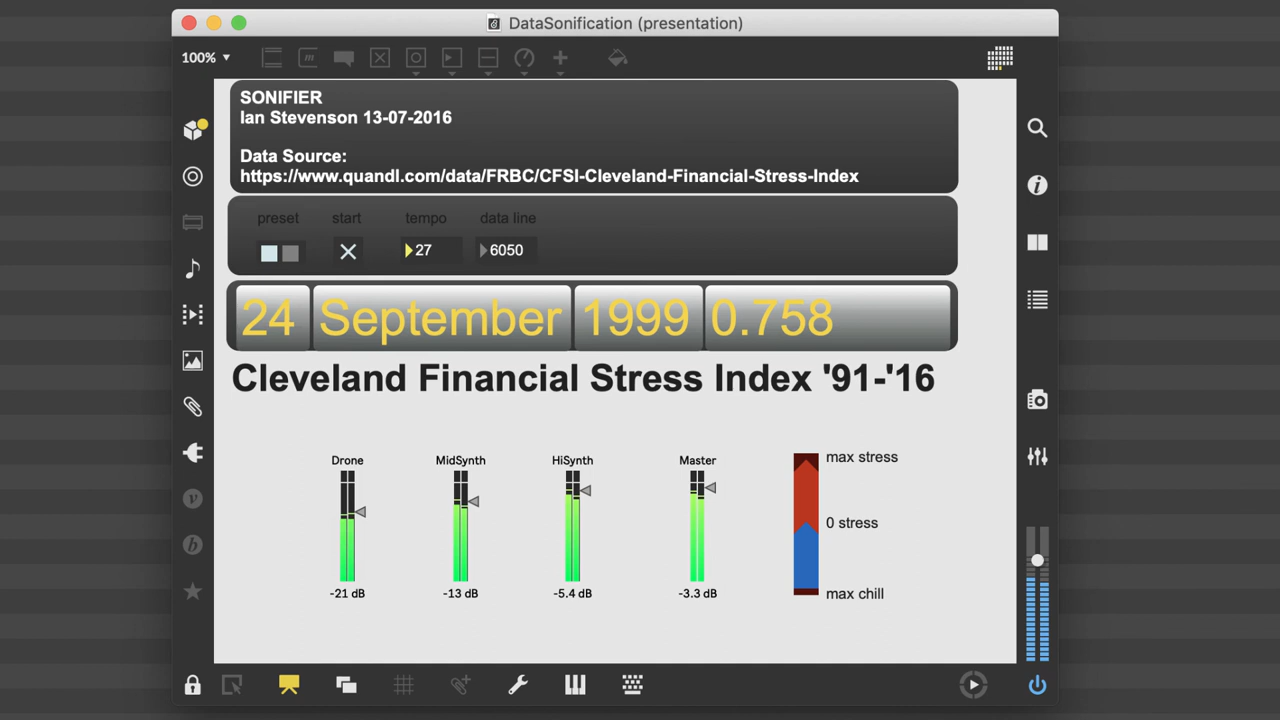 DataSonification (presentation)
100%
SONIFIER
Ian Stevenson 13-07-2016
Data Source:
https://www.quandl.com/data/FRBC/CFSI-Cleveland-Financial-Stress-Index
preset start tempo data line
27 6050
24 September 1999 0.758
Cleveland Financial Stress Index '91-'16
Drone MidSynth HiSynth Master
max stress
0 stress
max chill
-21 dB -13 dB -5.4 dB -3.3 dB